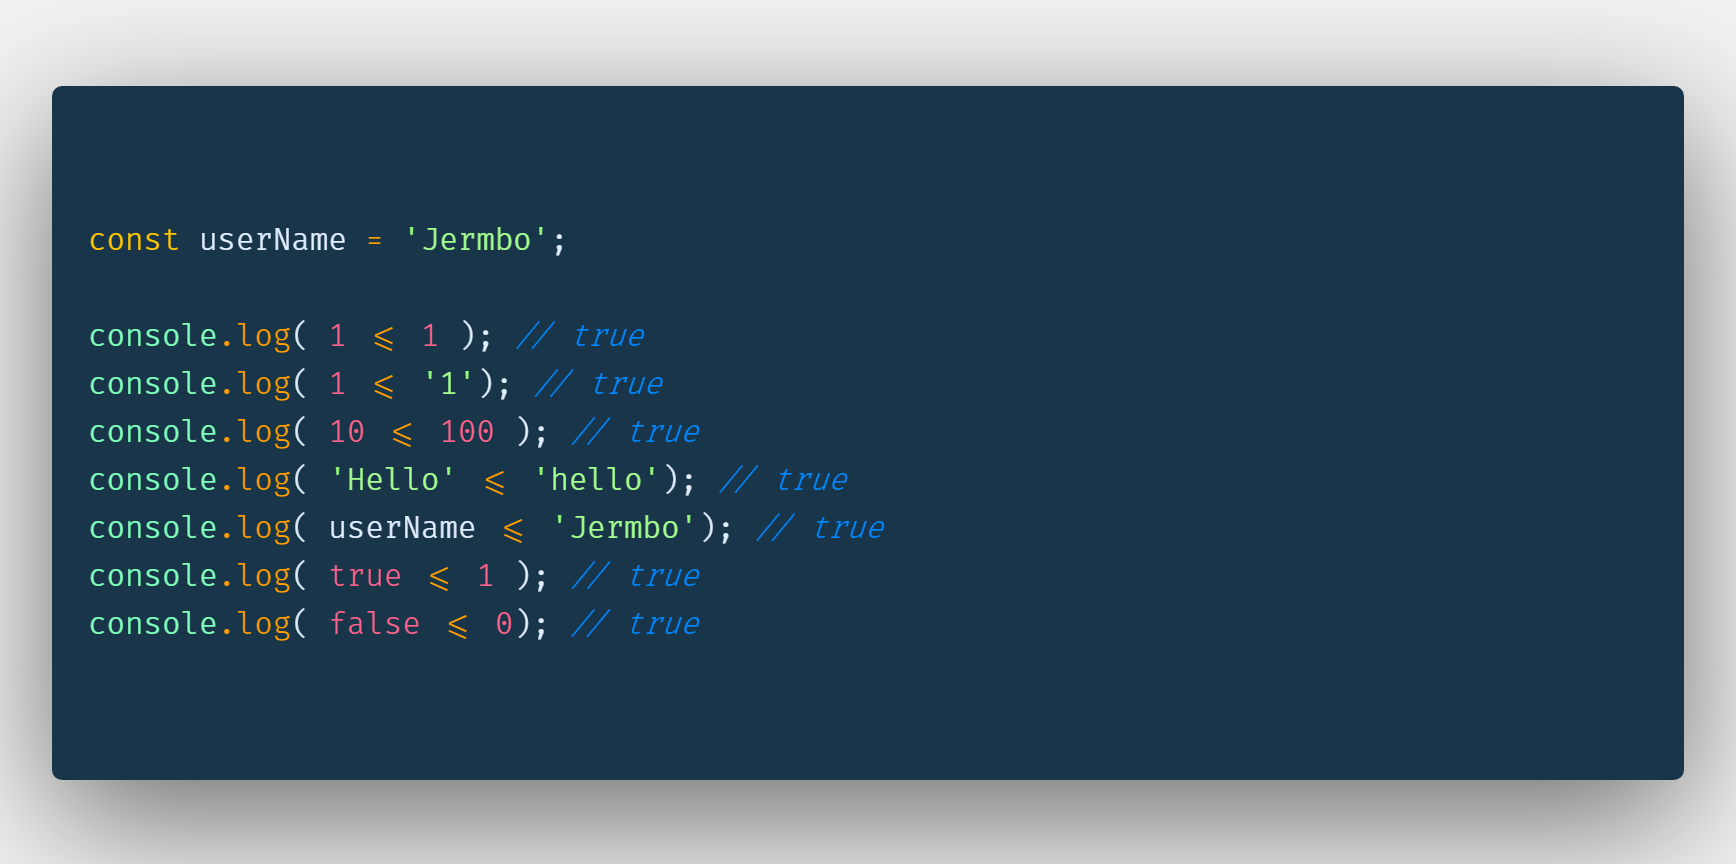 const userName = 'Jermbo';
console.log( 1 <= 1 ); // true
console.log( 1 <= '1'); // true
console.log( 10 <= 100 ); // true
console.log( 'Hello' <= 'hello'); // true
console.log( userName <= 'Jermbo'); // true
console.log( true <= 1 ); // true
console.log( false <= 0); // true